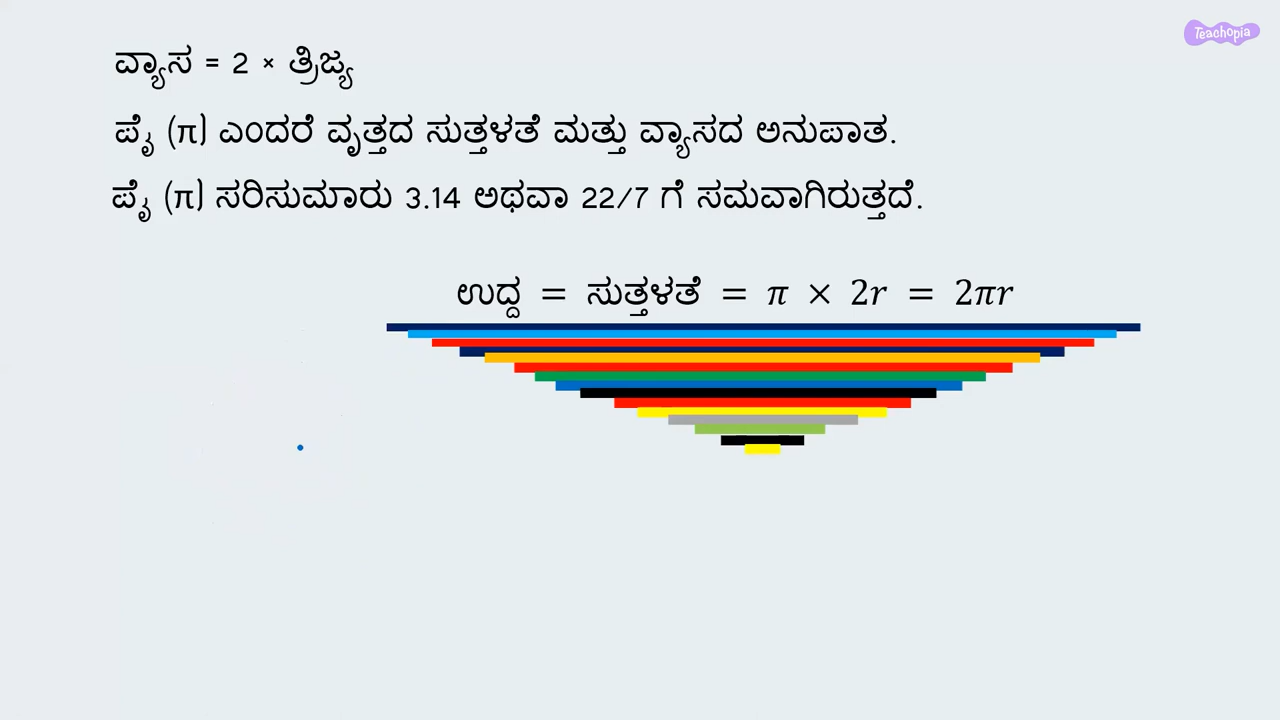 Teachopia
ವ್ಯಾಸ = 2 × ತ್ರಿಜ್ಯ
ಪೈ (π) ಎಂದರೆ ವೃತ್ತದ ಸುತ್ತಳತೆ ಮತ್ತು ವ್ಯಾಸದ ಅನುಪಾತ.
ಪೈ (π) ಸರಿಸುಮಾರು 3.14 ಅಥವಾ 22/7 ಗೆ ಸಮವಾಗಿರುತ್ತದೆ.
ಉದ್ದ = ಸುತ್ತಳತೆ = π × 2r = 2πr